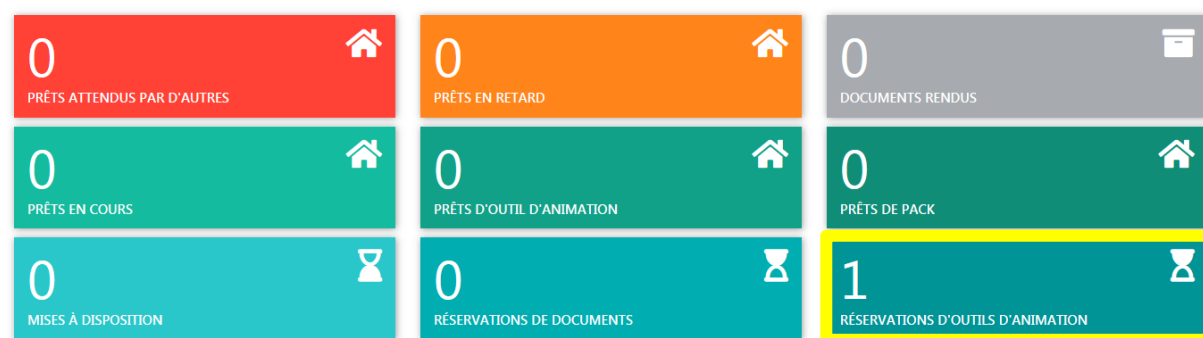 0
PRÊTS ATTENDUS PAR D'AUTRES
0
PRÊTS EN RETARD
0
DOCUMENTS RENDUS
0
PRÊTS EN COURS
0
PRÊTS D'OUTIL D'ANIMATION
0
PRÊTS DE PACK
0
MISES À DISPOSITION
0
RÉSERVATIONS DE DOCUMENTS
1
RÉSERVATIONS D'OUTILS D'ANIMATION